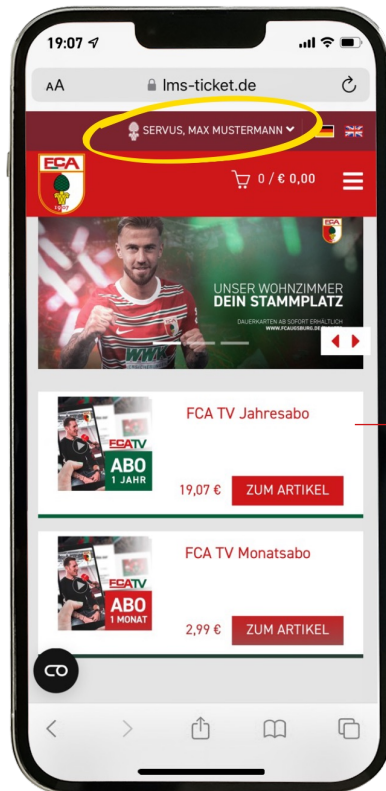 19:07
AA lms-ticket.de
SERVUS, MAX MUSTERMANN
FCA
1907
0 / € 0,00
FCA
UNSER WOHNZIMMER
DEIN STAMMPLATZ
DAUERKARTEN AB SOFORT ERHÄLTLICH
WWK
FCA TV Jahresabo
FCATV
ABO
1 JAHR
19,07 € ZUM ARTIKEL
FCA TV Monatsabo
FCATV
ABO
1 MONAT
2,99 € ZUM ARTIKEL